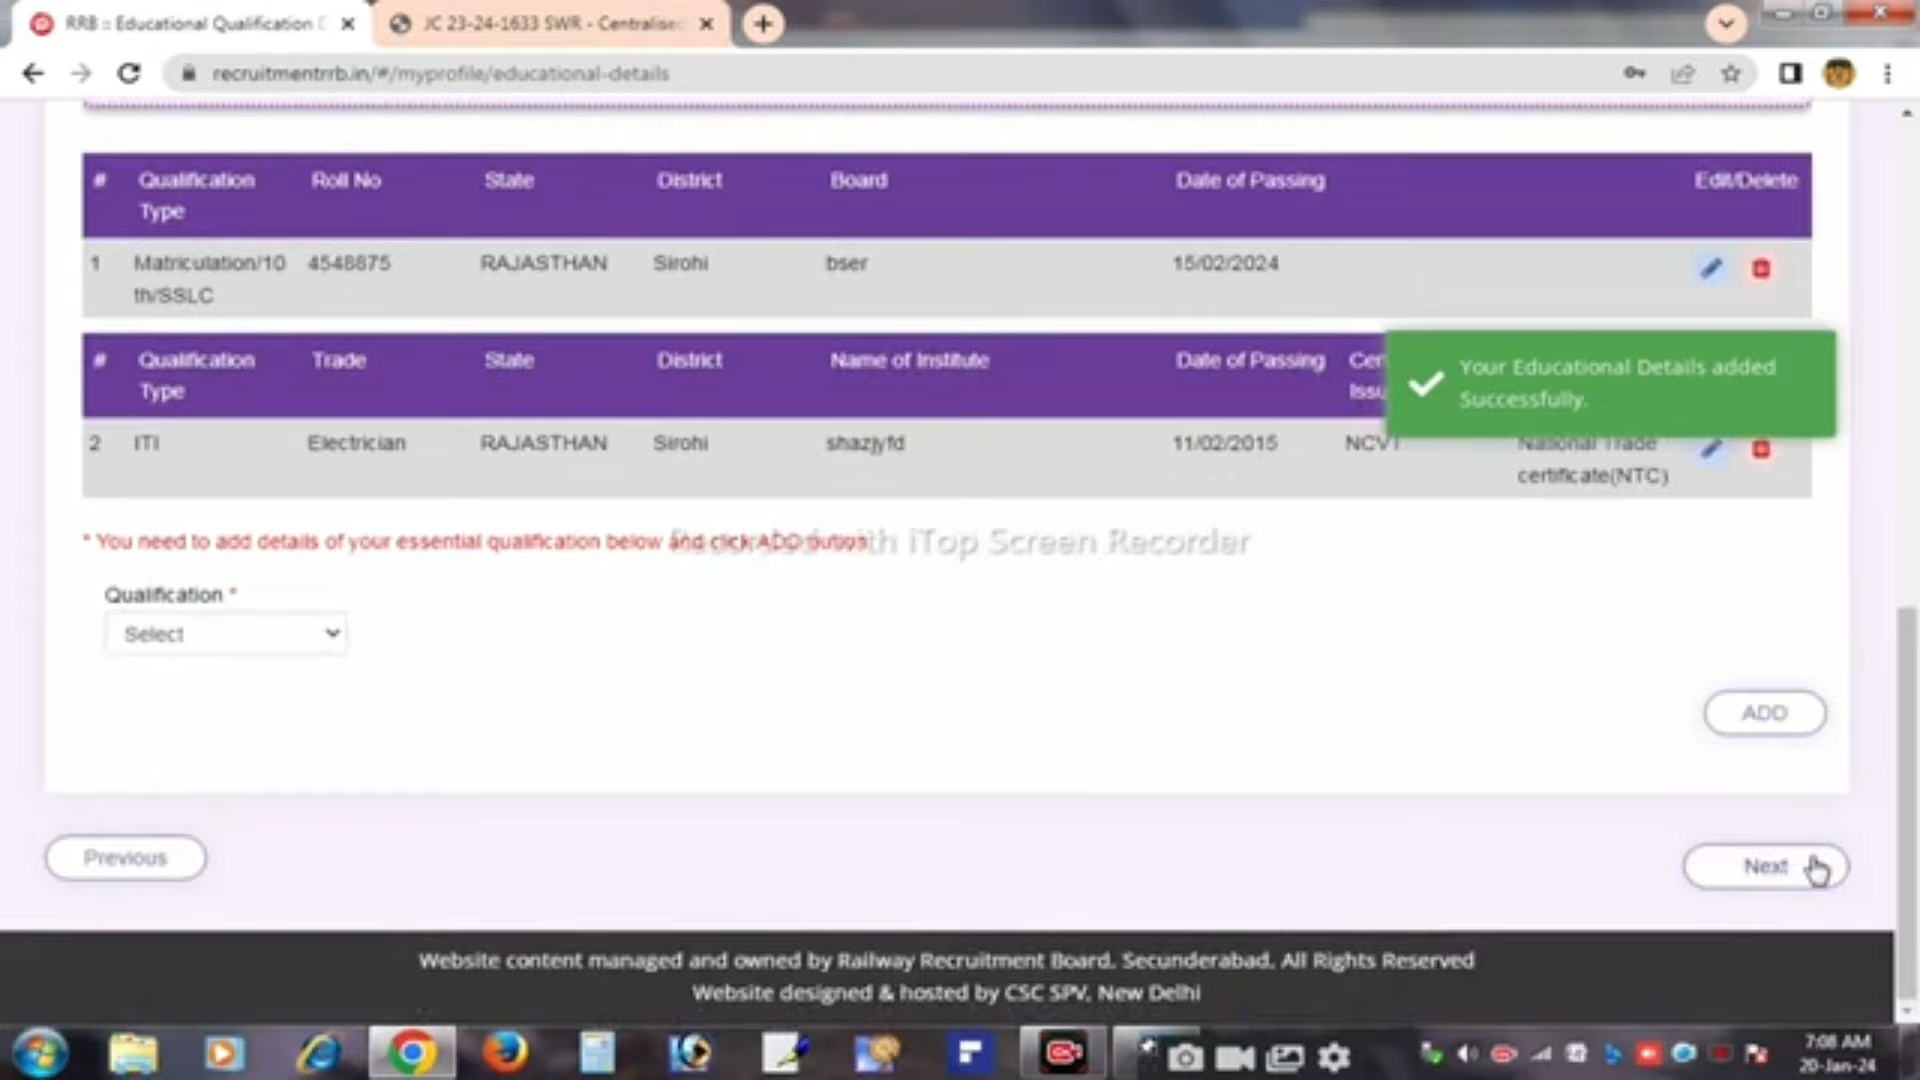 RRB :: Educational Qualification
JC 23-24-1633 SWR - Centralise
recruitmentrrb.in/#/myprofile/educational-details
# Qualification Type Roll No State District Board Date of Passing Edit/Delete
1 Matriculation/10th/SSLC 4548875 RAJASTHAN Sirohi bser 15/02/2024
# Qualification Type Trade State District Name of Institute Date of Passing
Your Educational Details added
Successfully.
2 ITI Electrician RAJASTHAN Sirohi shazjyfd 11/02/2015 NCVT National Trade
certificate(NTC)
* You need to add details of your essential qualification below and click ADD button
iTop Screen Recorder
Qualification *
Select
ADD
Previous
Next
Website content managed and owned by Railway Recruitment Board, Secunderabad, All Rights Reserved
Website designed & hosted by CSC SPV, New Delhi
7:08 AM
20-Jan-24